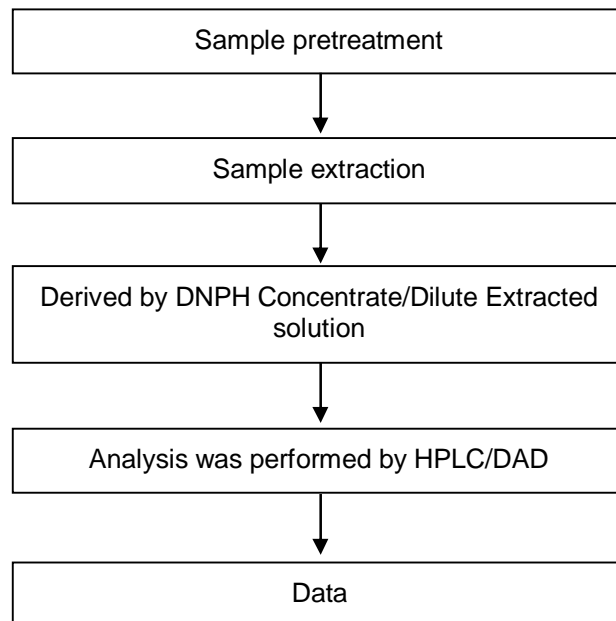 Sample pretreatment
Sample extraction
Derived by DNPH Concentrate/Dilute Extracted
solution
Analysis was performed by HPLC/DAD
Data